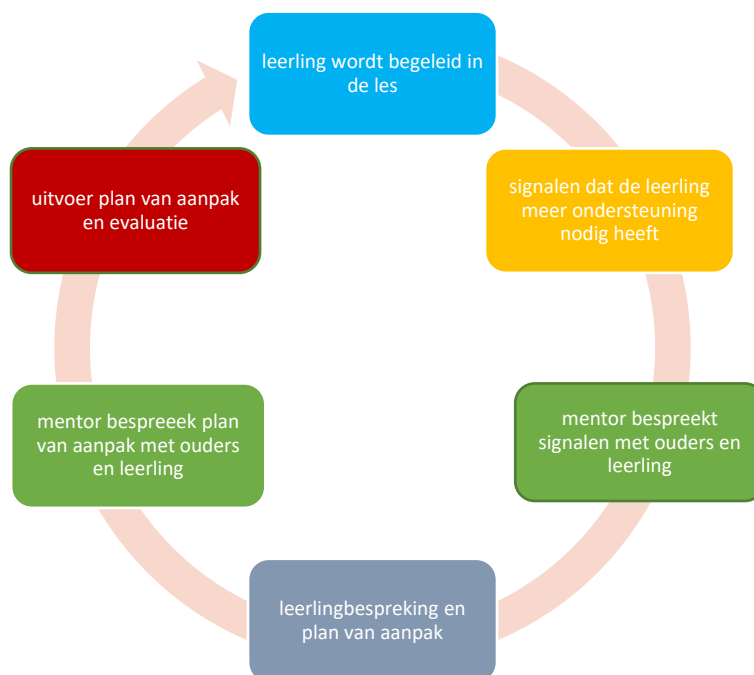 leerling wordt begeleid in
de les
signalen dat de leerling
meer ondersteuning
nodig heeft
mentor bespreekt
signalen met ouders en
leerling
leerlingbespreking en
plan van aanpak
mentor bespreeek plan
van aanpak met ouders
en leerling
uitvoer plan van aanpak
en evaluatie